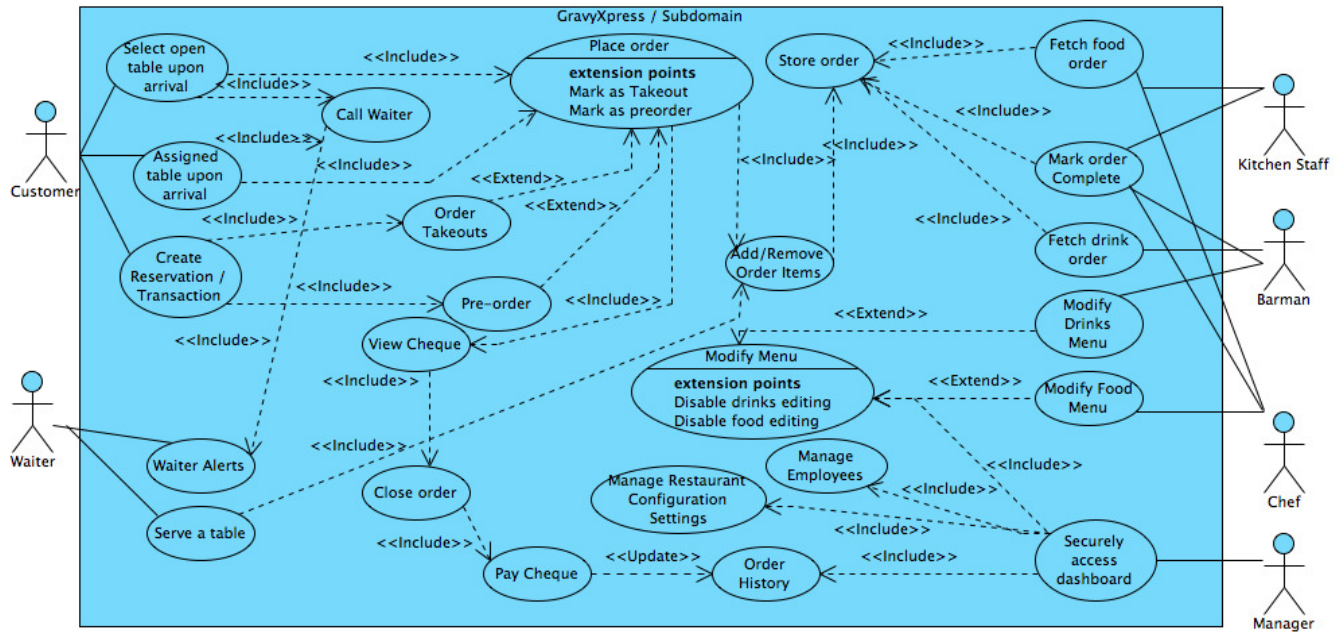 GravyXpress / Subdomain
Select open
table upon
arrival
<<Include>>
Place order
extension points
Mark as Takeout
Mark as preorder
Store order
<<Include>>
Fetch food
order
<<Include>>
Call Waiter
Customer
Kitchen Staff
<<Include>>
Assigned
table upon
arrival
<<Include>>
<<Include>>
<<Include>>
Mark order
Complete
<<Extend>>
<<Extend>>
<<Include>>
Order
Takeouts
<<Include>>
Fetch drink
order
Create
Reservation /
Transaction
Add/Remove
Order Items
Barman
<<Include>>
Pre-order
<<Include>>
<<Extend>>
Modify
Drinks
Menu
<<Include>>
View Cheque
Modify Menu
extension points
Disable drinks editing
Disable food editing
<<Include>>
<<Extend>>
Modify Food
Menu
Waiter
Waiter Alerts
<<Include>>
Manage
Employees
<<Include>>
Chef
Close order
Manage Restaurant
Configuration
Settings
<<Include>>
Serve a table
<<Include>>
<<Include>>
Securely
access
dashboard
Pay Cheque
<<Update>>
Order
History
<<Include>>
Manager